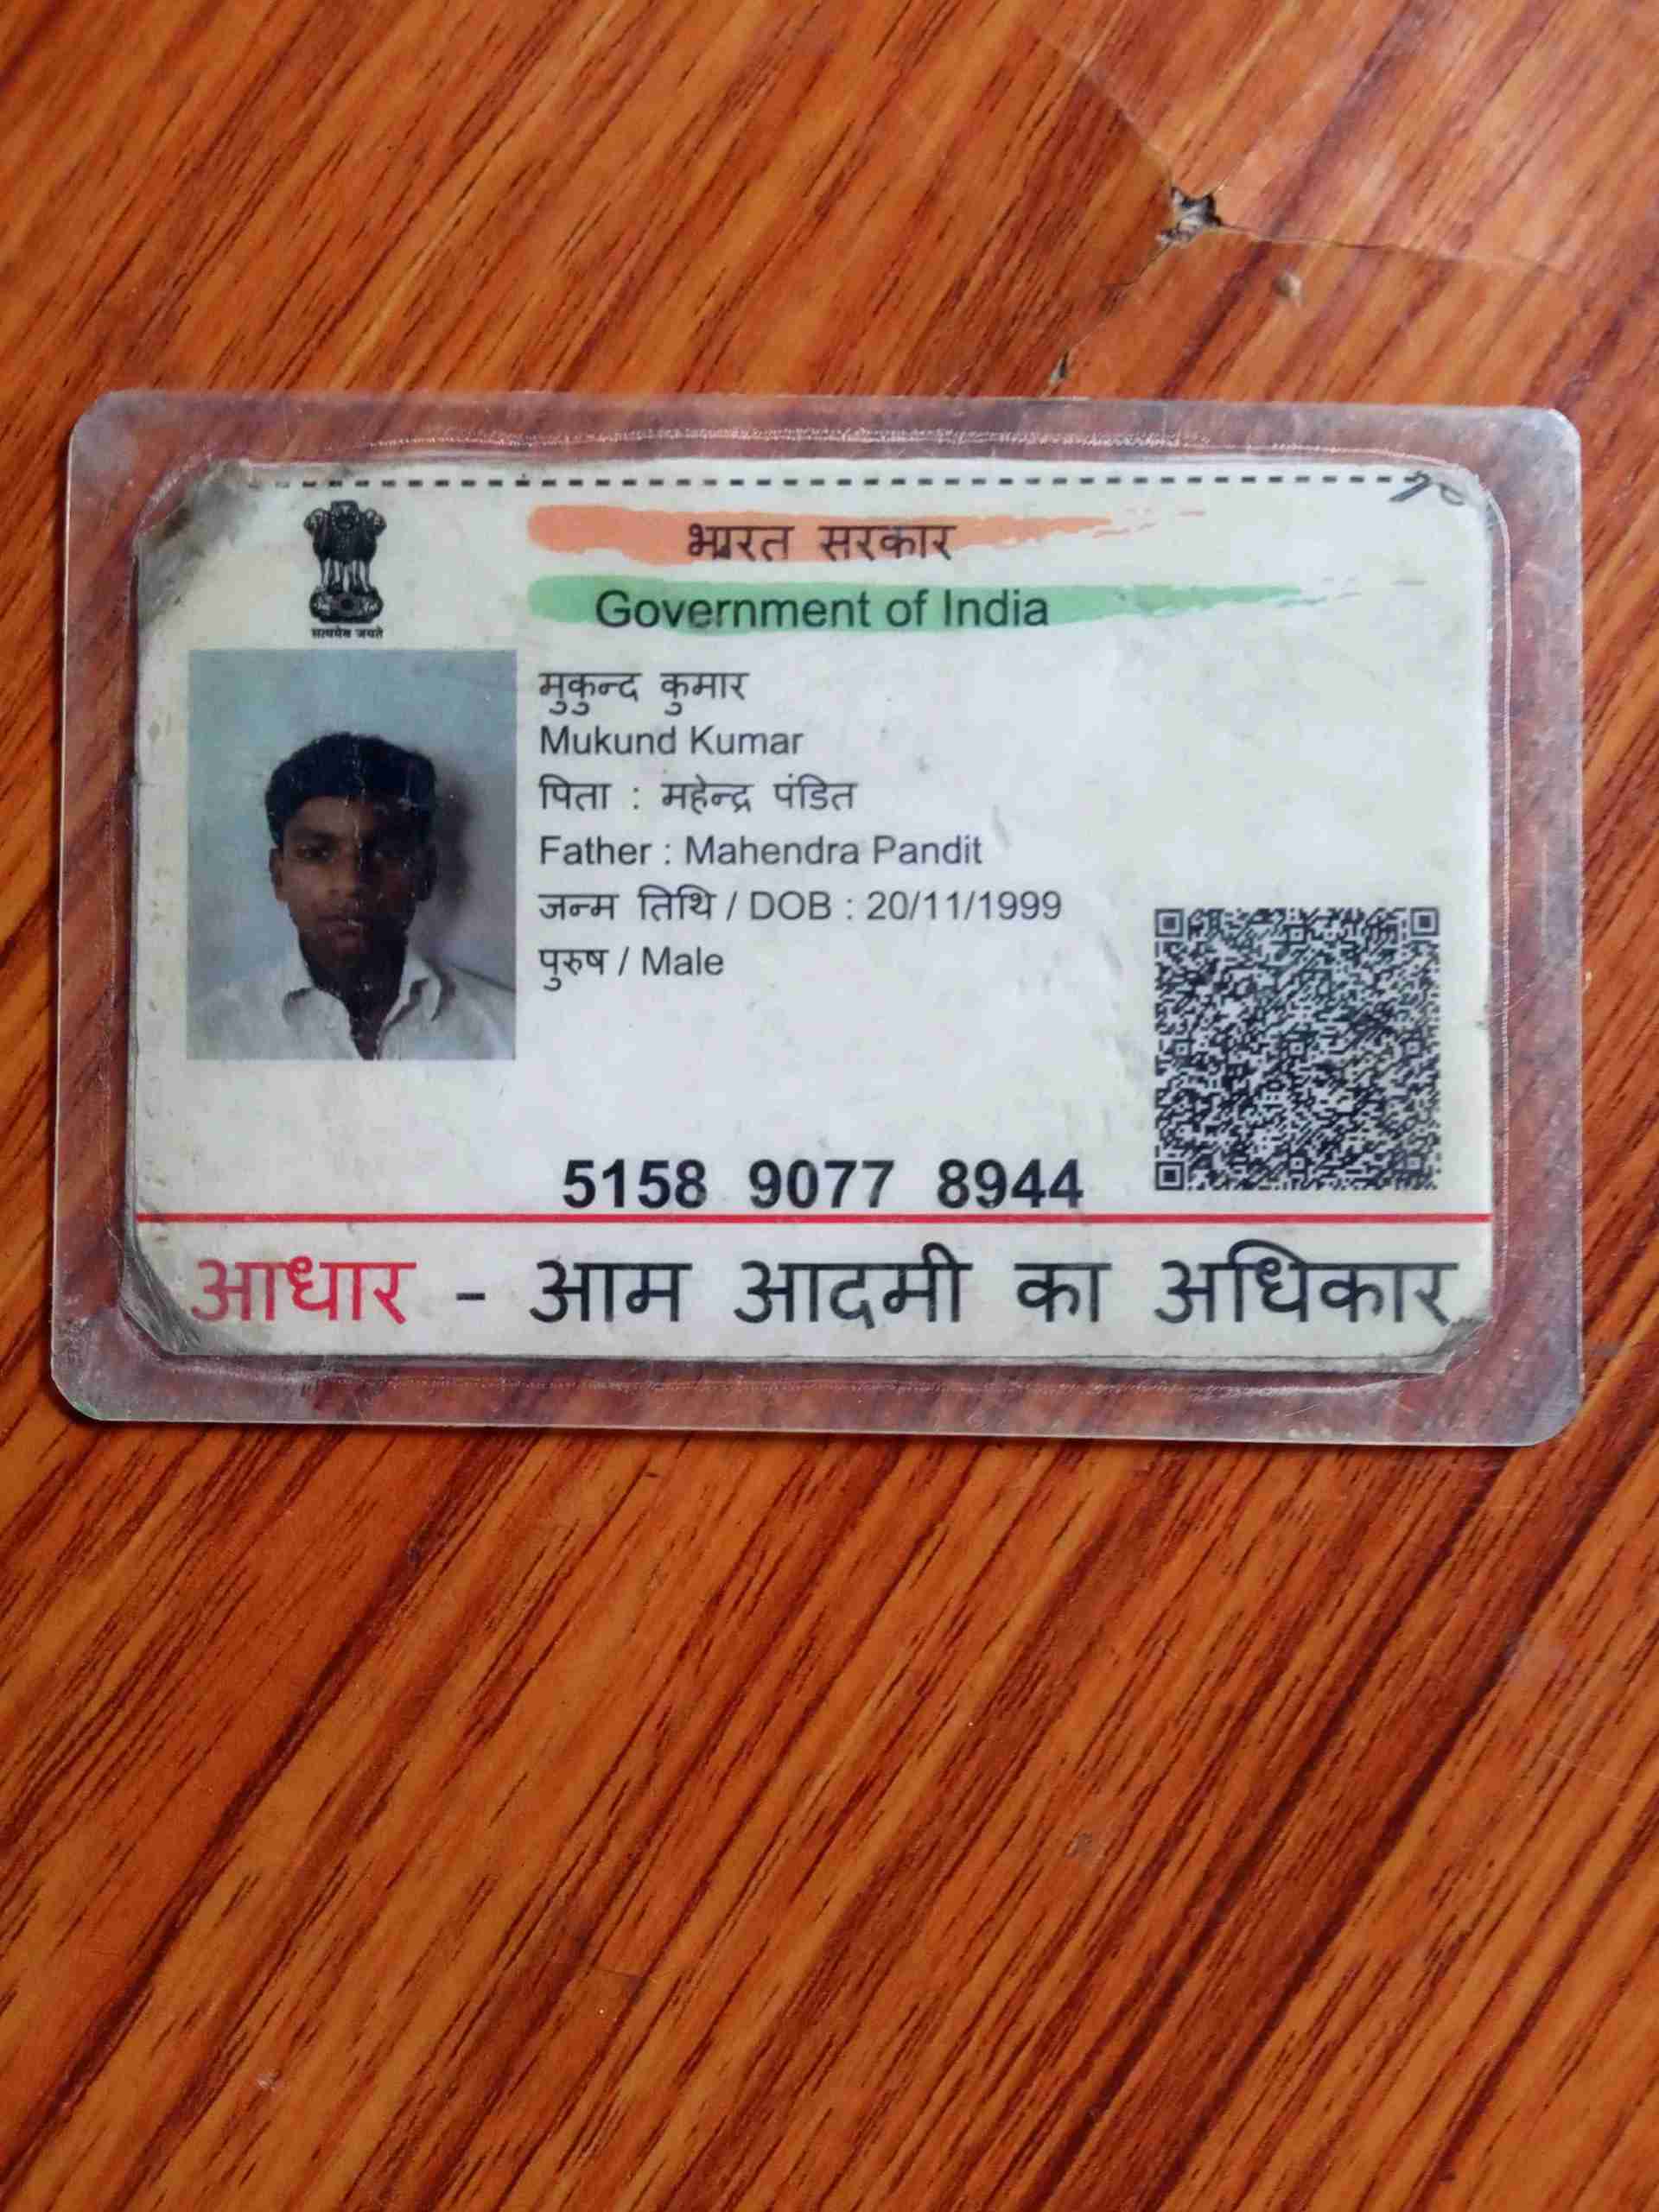 भारत सरकार
Government of India
सत्यमेव जयते
मुकुन्द कुमार
Mukund Kumar
पिता : महेन्द्र पंडित
Father : Mahendra Pandit
जन्म तिथि / DOB : 20/11/1999
पुरुष / Male
5158 9077 8944
आधार - आम आदमी का अधिकार